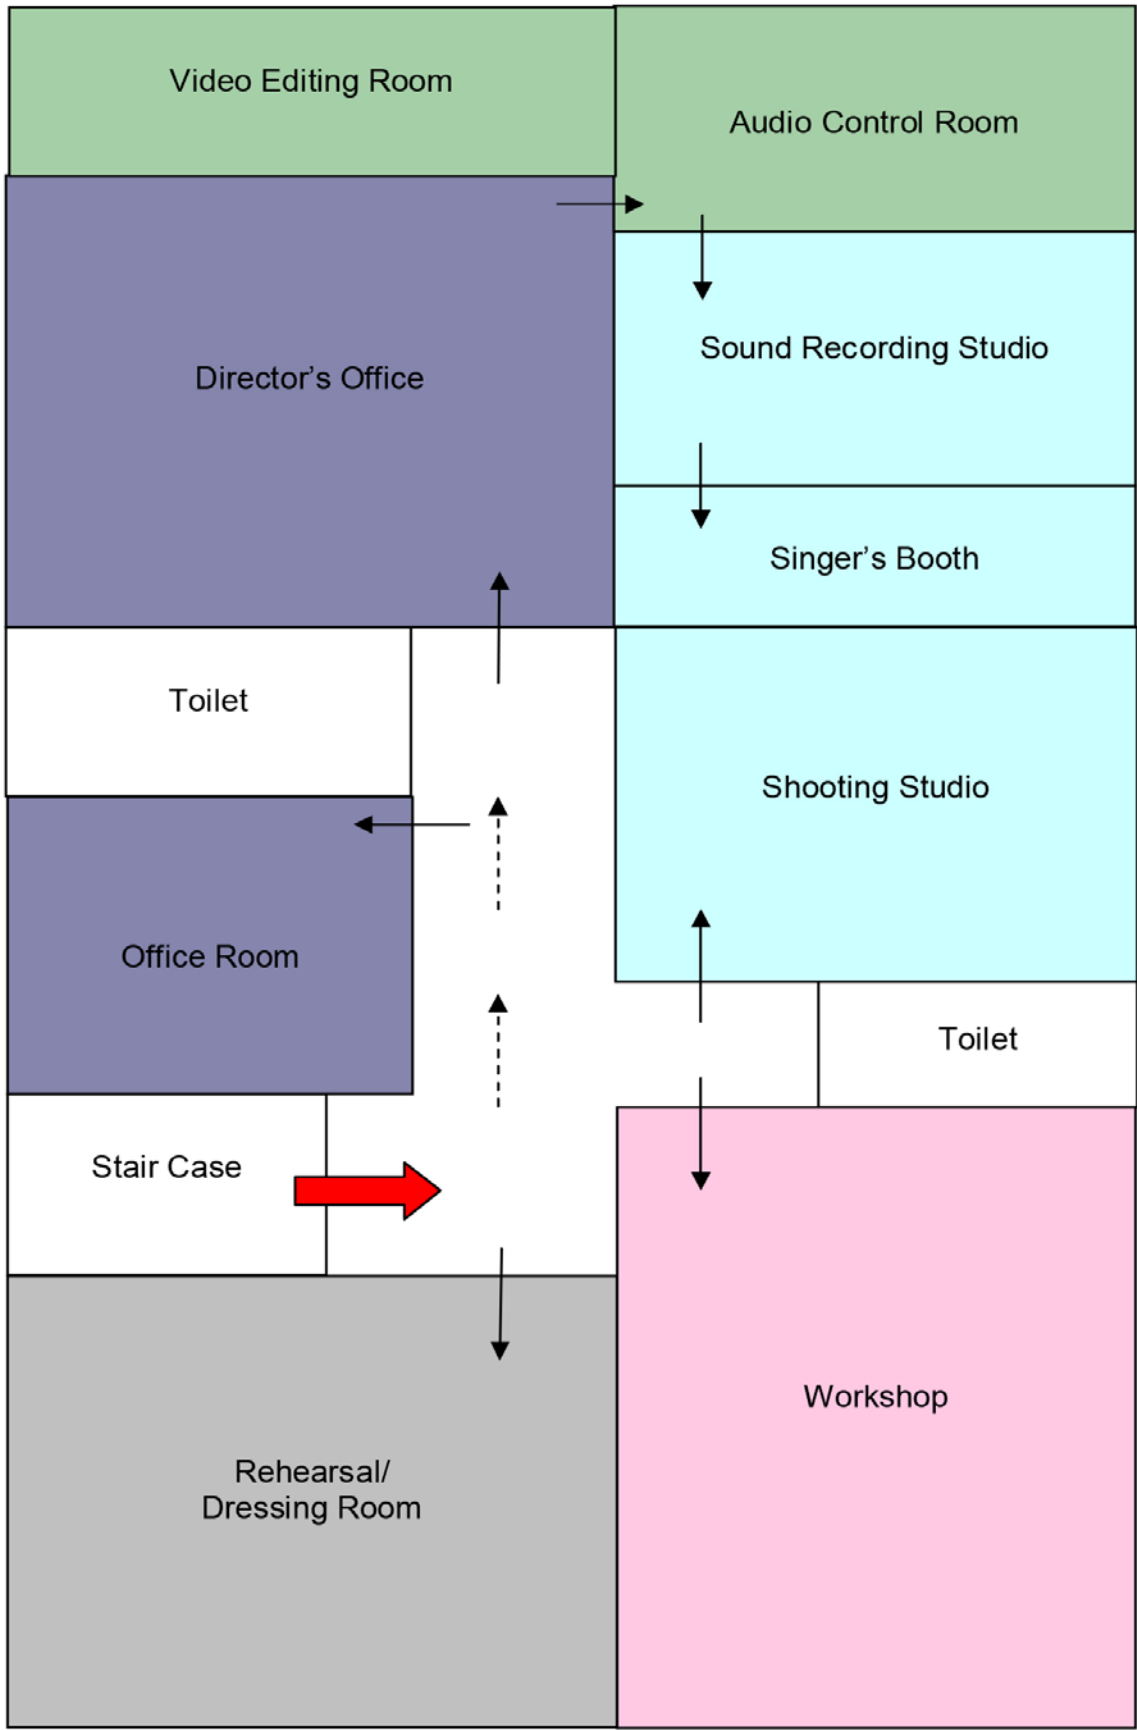 Video Editing Room
Audio Control Room
Sound Recording Studio
Director’s Office
Singer’s Booth
Toilet
Shooting Studio
Office Room
Toilet
Stair Case
Workshop
Rehearsal/
Dressing Room